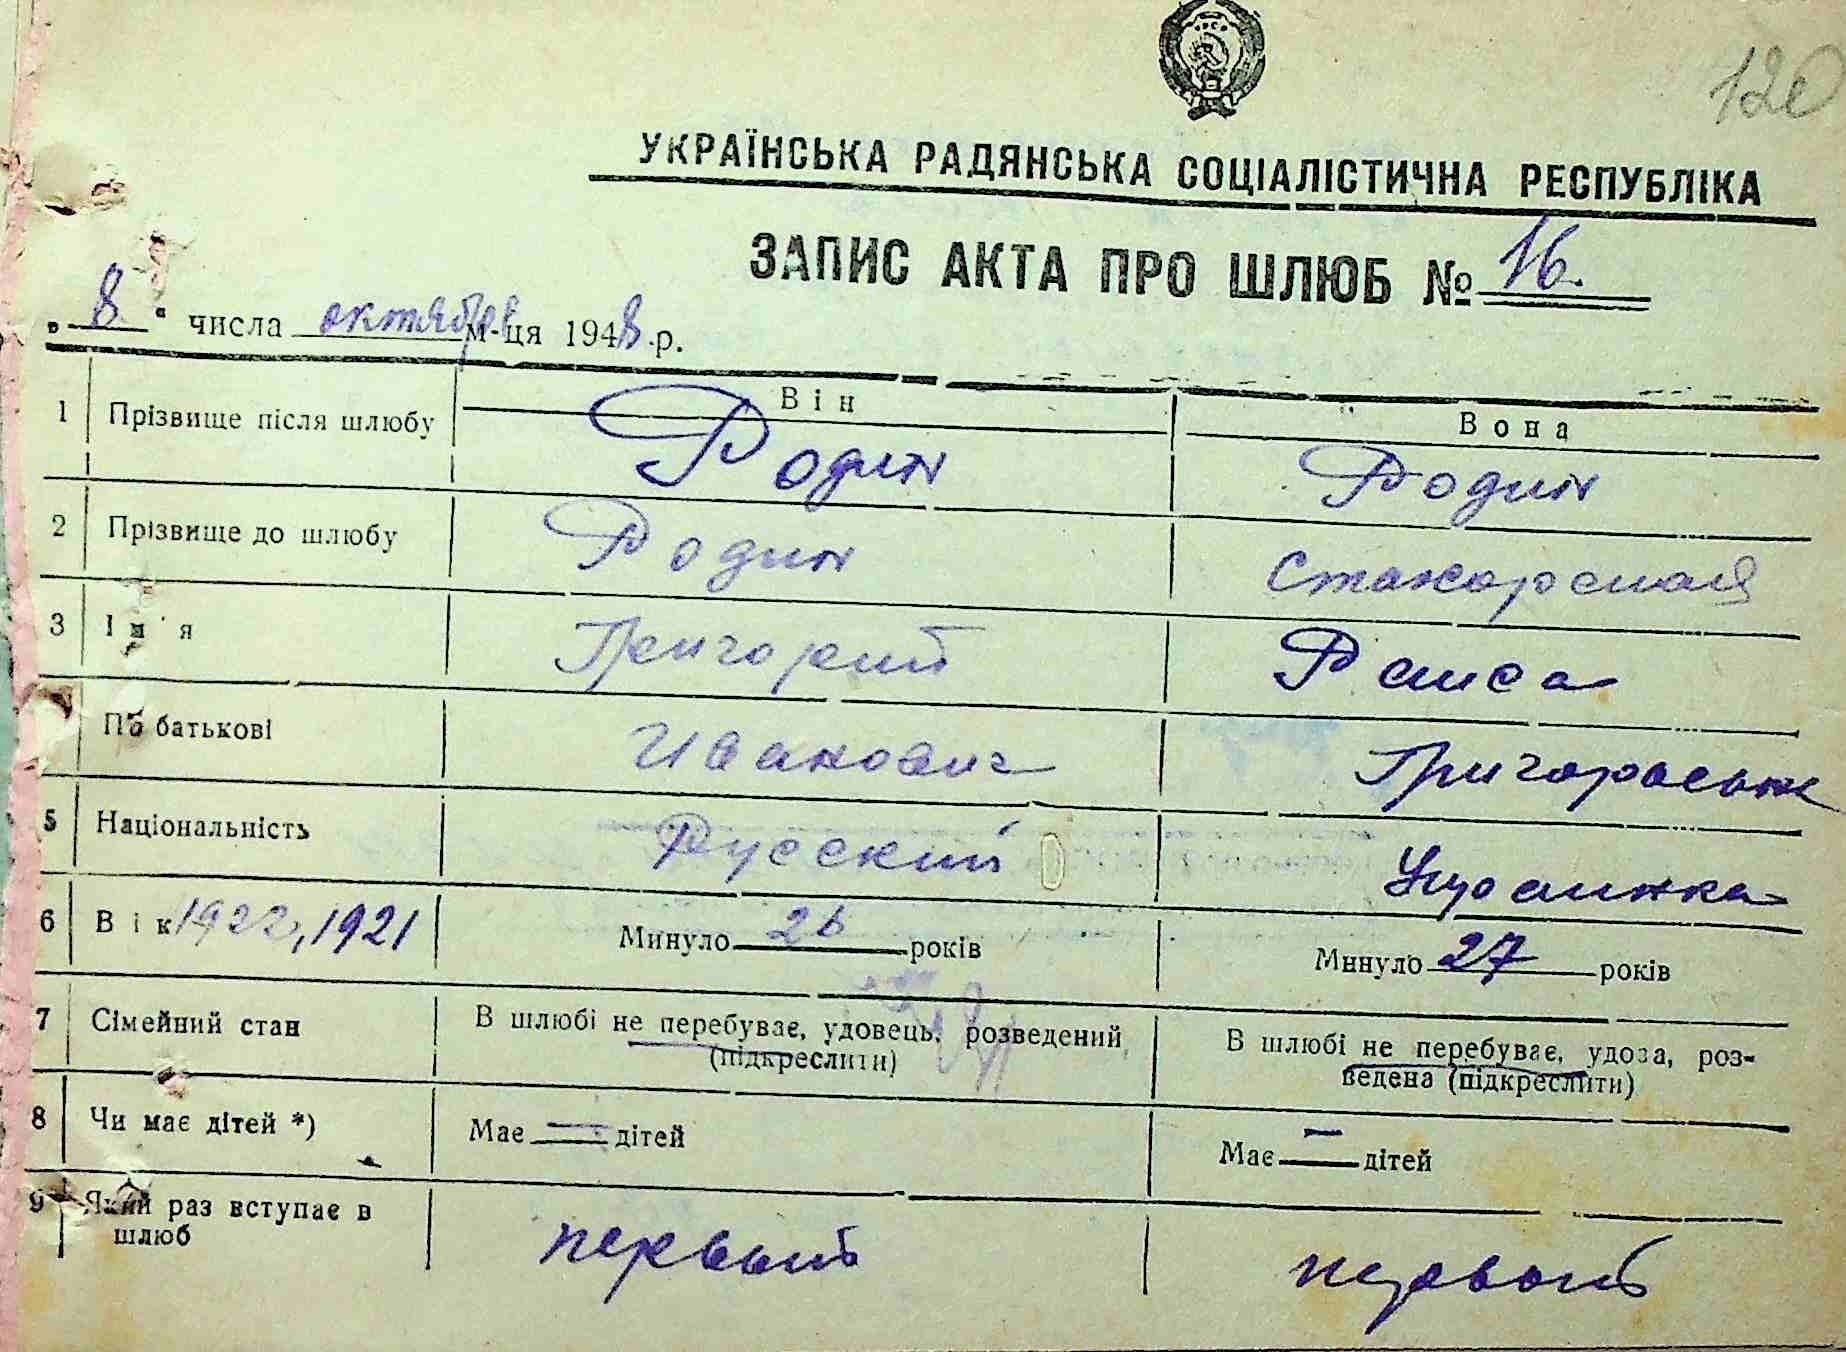 120
УКРАЇНСЬКА РАДЯНСЬКА СОЦІАЛІСТИЧНА РЕСПУБЛІКА
ЗАПИС АКТА ПРО ШЛЮБ № 16.
„ 8 “ числа октября м-ця 1948 р.
Він Вона
1 Прізвище після шлюбу Родин Родин
2 Прізвище до шлюбу Родин
3 Ім'я Григорий Раиса
По батькові Иванович
5 Національність Русский Украинка
6 Вік 1922, 1921 Минуло 26 років Минуло 27 років
7 Сімейний стан В шлюбі не перебуває, удовець, розведений (підкреслити) В шлюбі не перебуває, удова, роз-
ведена (підкреслити)
8 Чи має дітей *) Має — дітей Має — дітей
9 Який раз вступає в шлюб первый первый